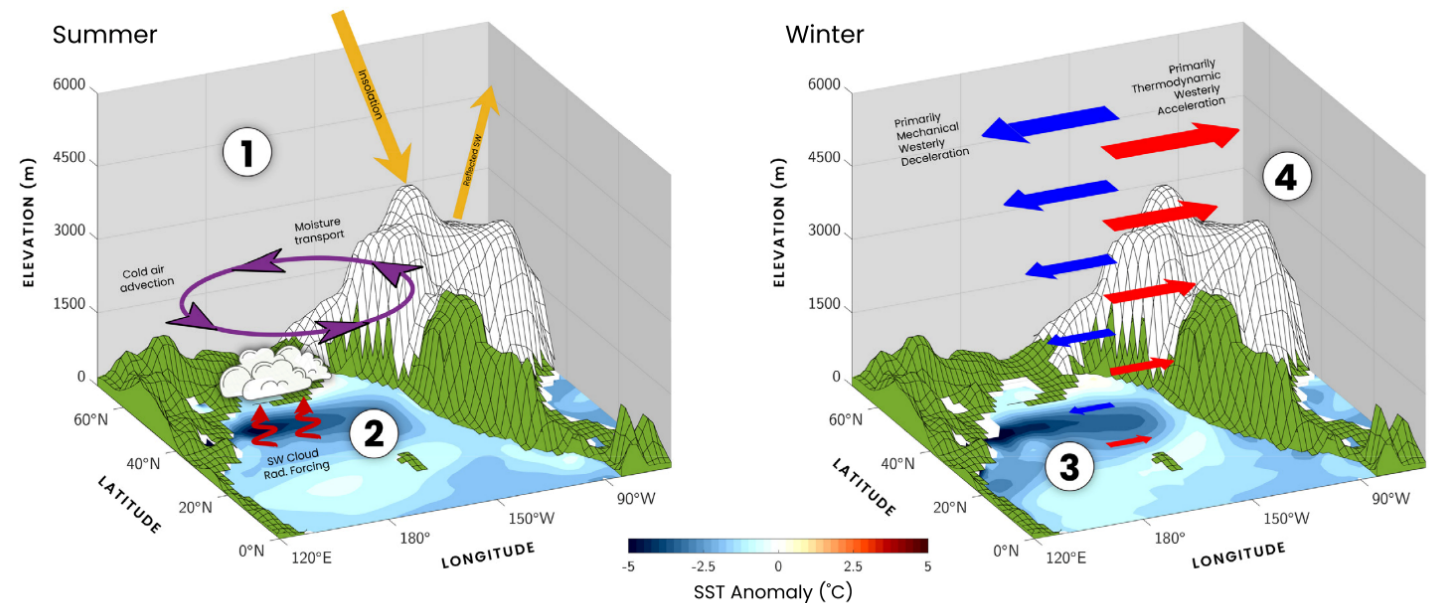 Summer
Insolation
Reflected SW
6000
4500
3000
1500
0
ELEVATION (m)
1
Moisture
transport
Cold air
advection
SW Cloud
Rad. Forcing
2
60°N
40°N
20°N
0°N
LATITUDE
120°E
180°
150°W
90°W
LONGITUDE
Winter
Primarily
Thermodynamic
Westerly
Acceleration
Primarily
Mechanical
Westerly
Deceleration
6000
4500
3000
1500
0
ELEVATION (m)
4
3
60°N
40°N
20°N
0°N
LATITUDE
120°E
180°
150°W
90°W
LONGITUDE
-5
-2.5
0
2.5
5
SST Anomaly (°C)